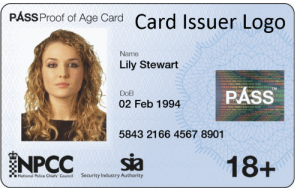 PASS Proof of Age Card Card Issuer Logo
Name
Lily Stewart
DoB
02 Feb 1994
PASS™
5843 2166 4567 8901
NPCC
National Police Chiefs' Council
sia
Security Industry Authority
18+